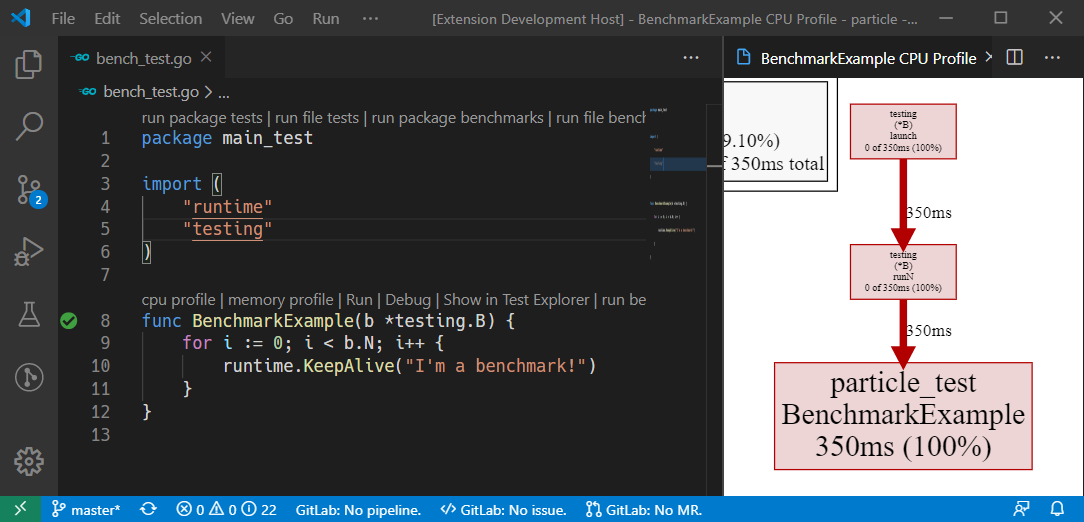 File Edit Selection View Go Run ··· [Extension Development Host] - BenchmarkExample CPU Profile - particle -...
GO bench_test.go
BenchmarkExample CPU Profile
GO bench_test.go > ...
run package tests | run file tests | run package benchmarks | run file bench
1 package main_test
2
3 import (
4 "runtime"
5 "testing"
6 )
7
cpu profile | memory profile | Run | Debug | Show in Test Explorer | run be
8 func BenchmarkExample(b *testing.B) {
9 for i := 0; i < b.N; i++ {
10 runtime.KeepAlive("I'm a benchmark!")
11 }
12 }
13
2
9.10%)
f 350ms total
testing
(*B)
launch
0 of 350ms (100%)
350ms
testing
(*B)
runN
0 of 350ms (100%)
350ms
particle_test
BenchmarkExample
350ms (100%)
master* 0 0 22 GitLab: No pipeline. GitLab: No issue. GitLab: No MR.